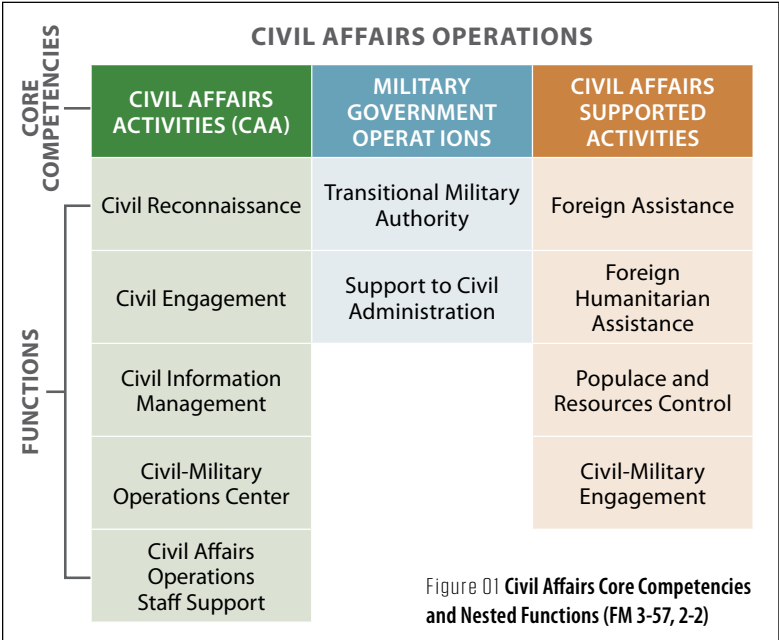 CIVIL AFFAIRS OPERATIONS
CORE
COMPETENCIES
CIVIL AFFAIRS
ACTIVITIES (CAA)
MILITARY
GOVERNMENT
OPERAT IONS
CIVIL AFFAIRS
SUPPORTED
ACTIVITIES
FUNCTIONS
Civil Reconnaissance
Transitional Military
Authority
Foreign Assistance
Civil Engagement
Support to Civil
Administration
Foreign
Humanitarian
Assistance
Civil Information
Management
Populace and
Resources Control
Civil-Military
Operations Center
Civil-Military
Engagement
Civil Affairs
Operations
Staff Support
Figure 01 Civil Affairs Core Competencies
and Nested Functions (FM 3-57, 2-2)